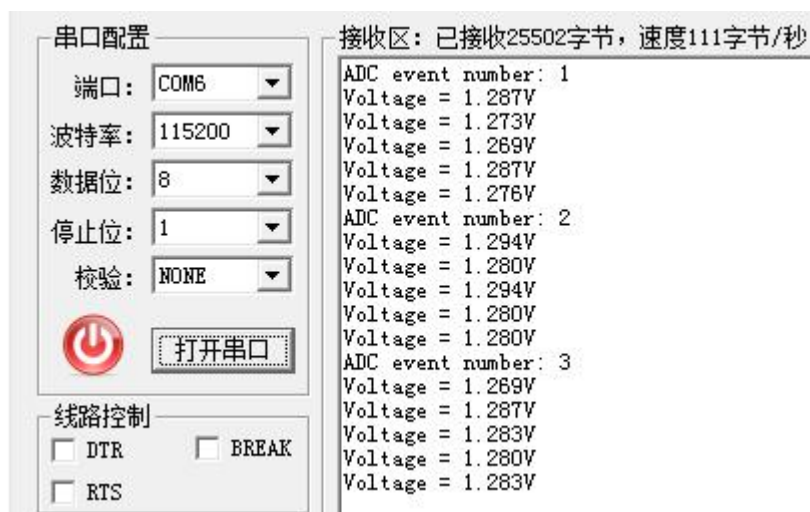 串口配置
端口: COM6
波特率: 115200
数据位: 8
停止位: 1
校验: NONE
打开串口
线路控制
DTR
BREAK
RTS
接收区: 已接收25502字节，速度111字节/秒
ADC event number: 1
Voltage = 1.287V
Voltage = 1.273V
Voltage = 1.269V
Voltage = 1.287V
Voltage = 1.276V
ADC event number: 2
Voltage = 1.294V
Voltage = 1.280V
Voltage = 1.294V
Voltage = 1.280V
Voltage = 1.280V
ADC event number: 3
Voltage = 1.269V
Voltage = 1.287V
Voltage = 1.283V
Voltage = 1.280V
Voltage = 1.283V